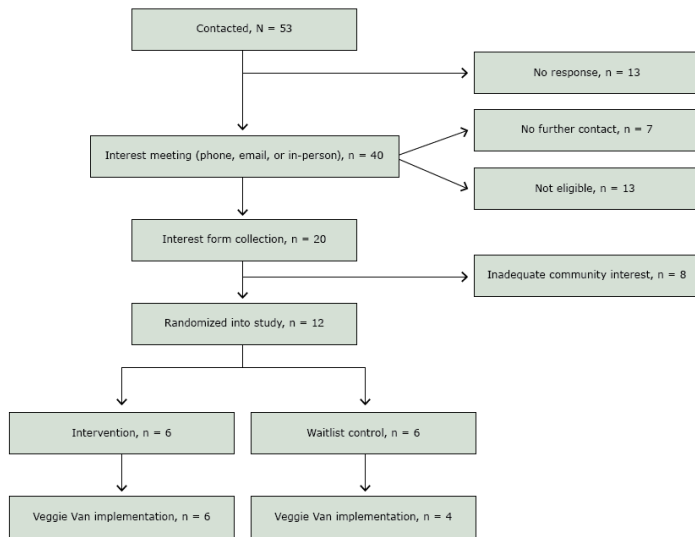 Contacted, N = 53
No response, n = 13
No further contact, n = 7
Interest meeting (phone, email, or in-person), n = 40
Not eligible, n = 13
Interest form collection, n = 20
Inadequate community interest, n = 8
Randomized into study, n = 12
Intervention, n = 6
Waitlist control, n = 6
Veggie Van implementation, n = 6
Veggie Van implementation, n = 4